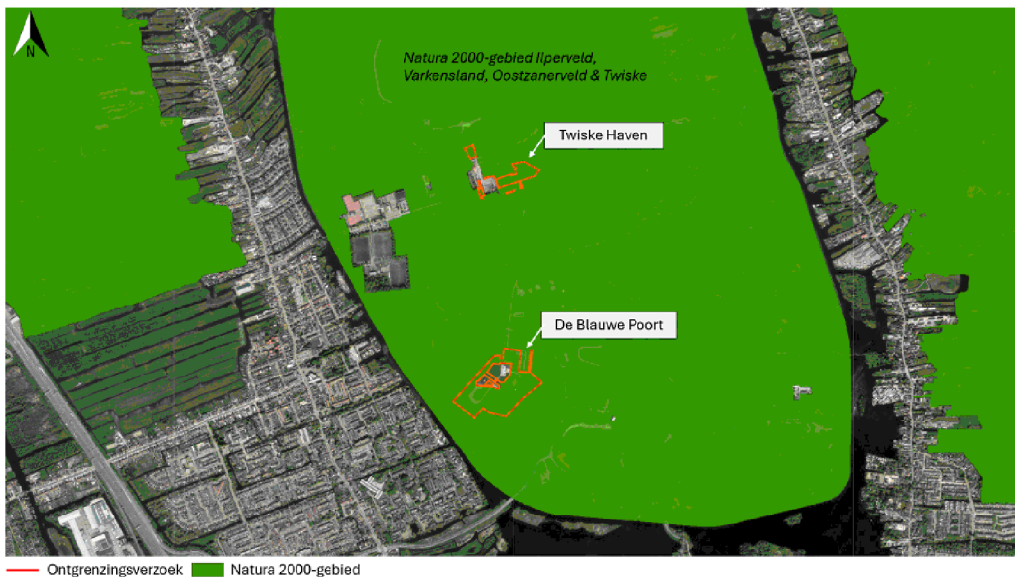 N
Natura 2000-gebied Ilperveld,
Varkensland, Oostzanerveld & Twiske
Twiske Haven
De Blauwe Poort
Ontgrenzingsverzoek
Natura 2000-gebied